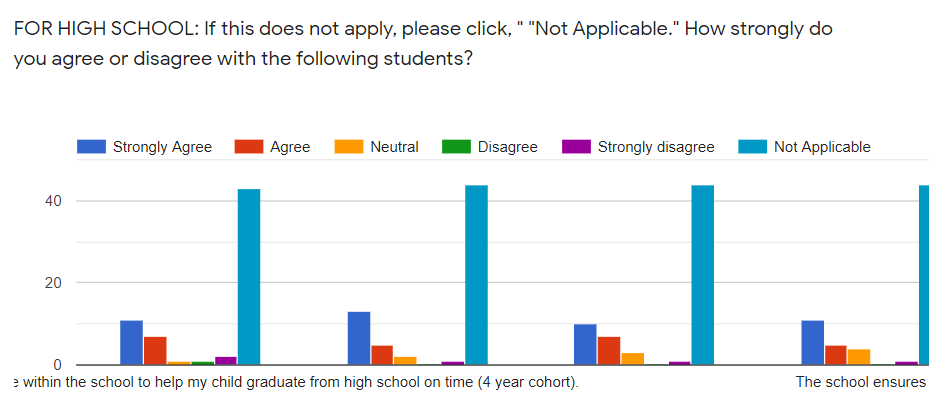 FOR HIGH SCHOOL: If this does not apply, please click, " "Not Applicable." How strongly do
you agree or disagree with the following students?
Strongly Agree Agree Neutral Disagree Strongly disagree Not Applicable
40
20
0
e within the school to help my child graduate from high school on time (4 year cohort). The school ensures